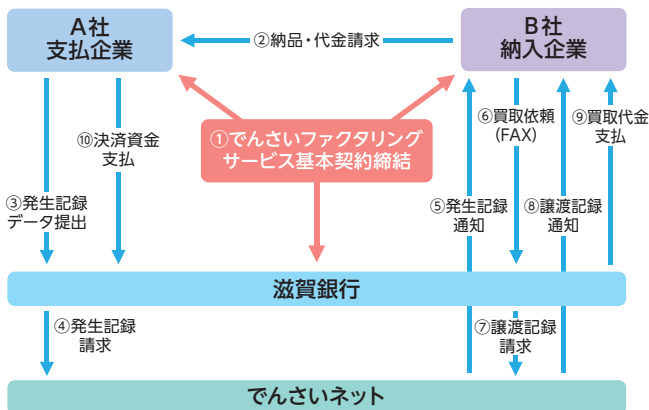 A社
支払企業
②納品・代金請求
B社
納入企業
①でんさいファクタリング
サービス基本契約締結
⑩決済資金
支払
③発生記録
データ提出
⑥買取依頼
(FAX)
⑨買取代金
支払
⑤発生記録
通知
⑧譲渡記録
通知
滋賀銀行
④発生記録
請求
⑦譲渡記録
請求
でんさいネット